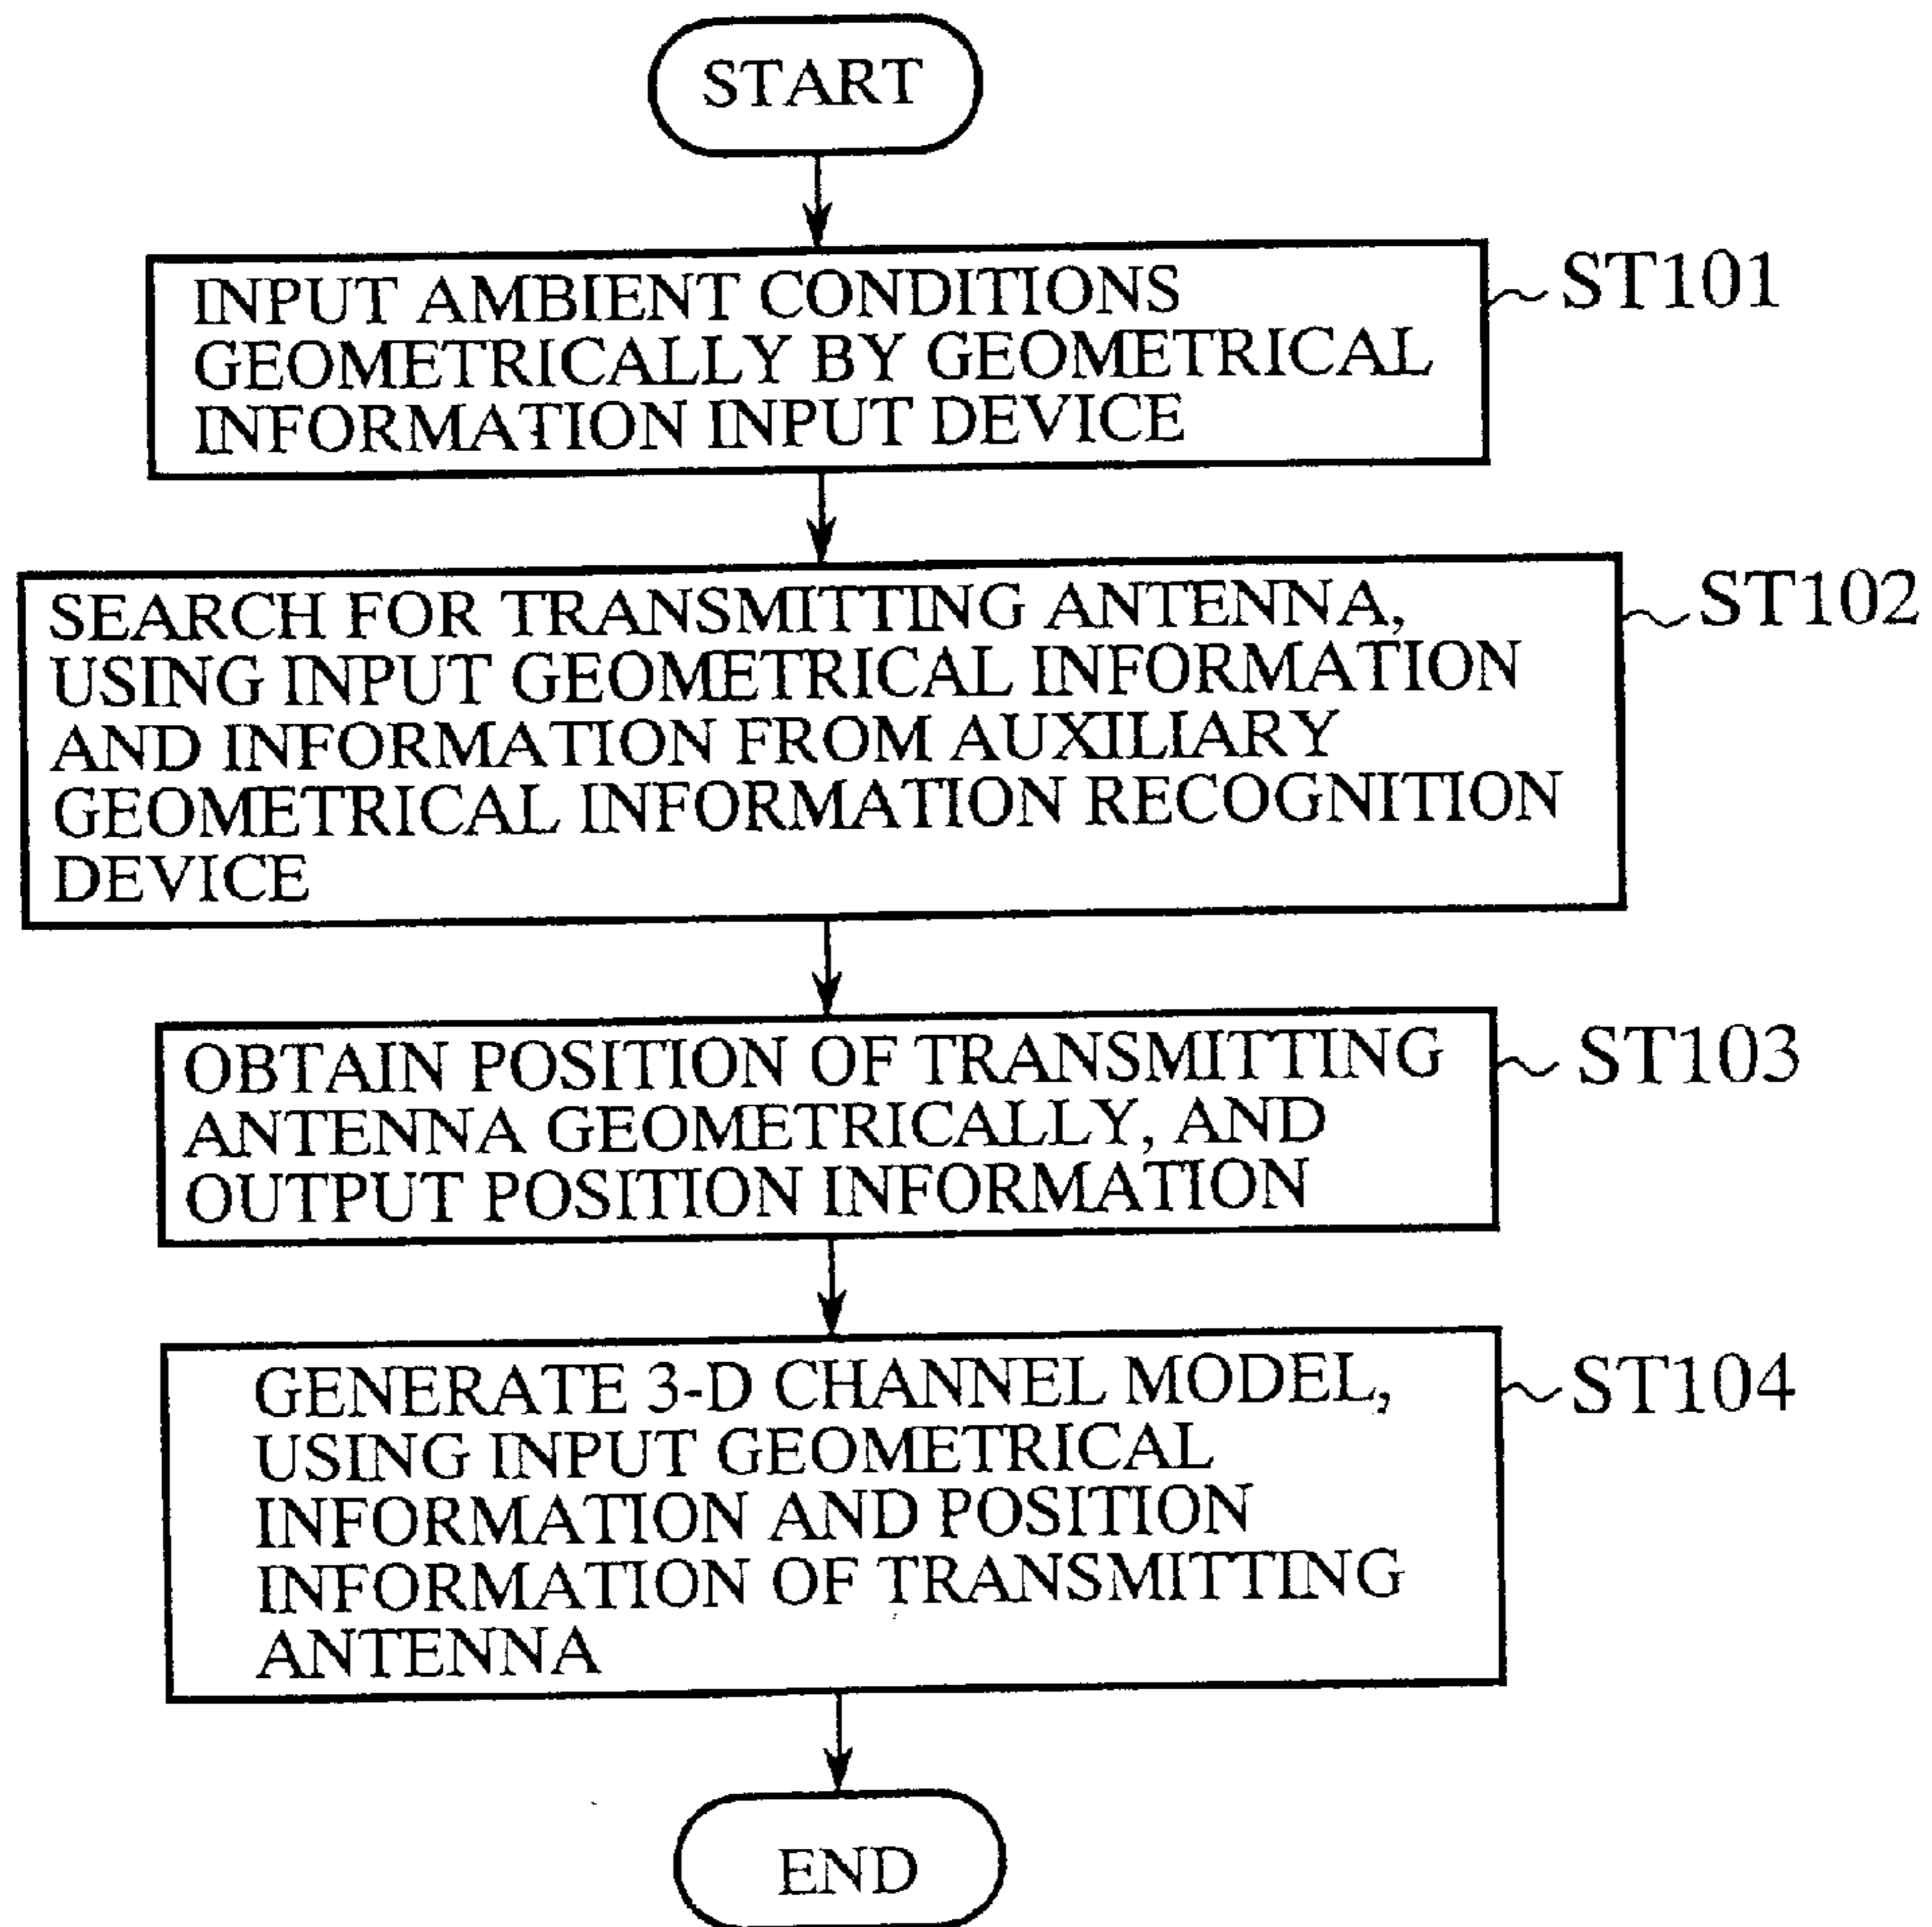 START
INPUT AMBIENT CONDITIONS
GEOMETRICALLY BY GEOMETRICAL
INFORMATION INPUT DEVICE
ST101
SEARCH FOR TRANSMITTING ANTENNA,
USING INPUT GEOMETRICAL INFORMATION
AND INFORMATION FROM AUXILIARY
GEOMETRICAL INFORMATION RECOGNITION
DEVICE
ST102
OBTAIN POSITION OF TRANSMITTING
ANTENNA GEOMETRICALLY, AND
OUTPUT POSITION INFORMATION
ST103
GENERATE 3-D CHANNEL MODEL,
USING INPUT GEOMETRICAL
INFORMATION AND POSITION
INFORMATION OF TRANSMITTING
ANTENNA
ST104
END